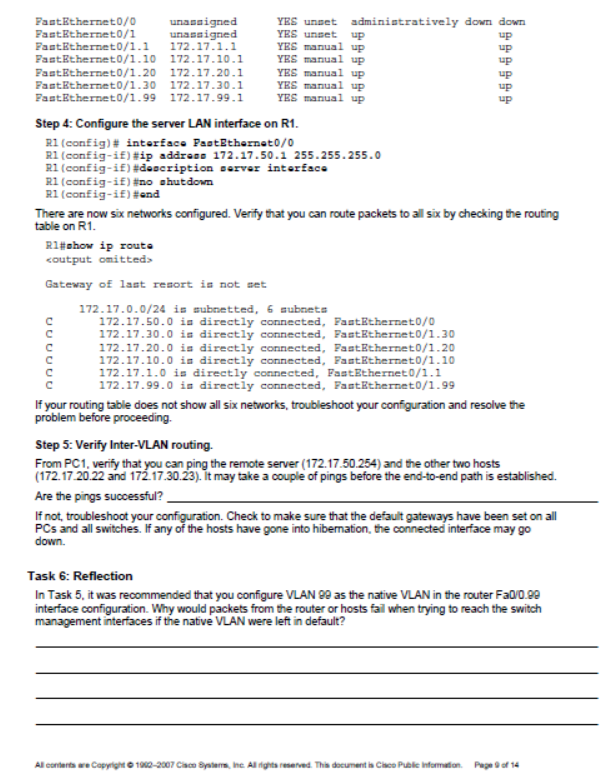 FastEthernet0/0 unassigned YES unset administratively down down
FastEthernet0/1 unassigned YES unset up up
FastEthernet0/1.1 172.17.1.1 YES manual up up
FastEthernet0/1.10 172.17.10.1 YES manual up up
FastEthernet0/1.20 172.17.20.1 YES manual up up
FastEthernet0/1.30 172.17.30.1 YES manual up up
FastEthernet0/1.99 172.17.99.1 YES manual up up
Step 4: Configure the server LAN interface on R1.
R1(config)# interface FastEthernet0/0
R1(config-if)#ip address 172.17.50.1 255.255.255.0
R1(config-if)#description server interface
R1(config-if)#no shutdown
R1(config-if)#end
There are now six networks configured. Verify that you can route packets to all six by checking the routing
table on R1.
R1#show ip route
<output omitted>
Gateway of last resort is not set
172.17.0.0/24 is subnetted, 6 subnets
C 172.17.50.0 is directly connected, FastEthernet0/0
C 172.17.30.0 is directly connected, FastEthernet0/1.30
C 172.17.20.0 is directly connected, FastEthernet0/1.20
C 172.17.10.0 is directly connected, FastEthernet0/1.10
C 172.17.1.0 is directly connected, FastEthernet0/1.1
C 172.17.99.0 is directly connected, FastEthernet0/1.99
If your routing table does not show all six networks, troubleshoot your configuration and resolve the
problem before proceeding.
Step 5: Verify Inter-VLAN routing.
From PC1, verify that you can ping the remote server (172.17.50.254) and the other two hosts
(172.17.20.22 and 172.17.30.23). It may take a couple of pings before the end-to-end path is established.
Are the pings successful?
If not, troubleshoot your configuration. Check to make sure that the default gateways have been set on all
PCs and all switches. If any of the hosts have gone into hibernation, the connected interface may go
down.
Task 6: Reflection
In Task 5, it was recommended that you configure VLAN 99 as the native VLAN in the router Fa0/0.99
interface configuration. Why would packets from the router or hosts fail when trying to reach the switch
management interfaces if the native VLAN were left in default?
All contents are Copyright © 1992–2007 Cisco Systems, Inc. All rights reserved. This document is Cisco Public Information. Page 9 of 14